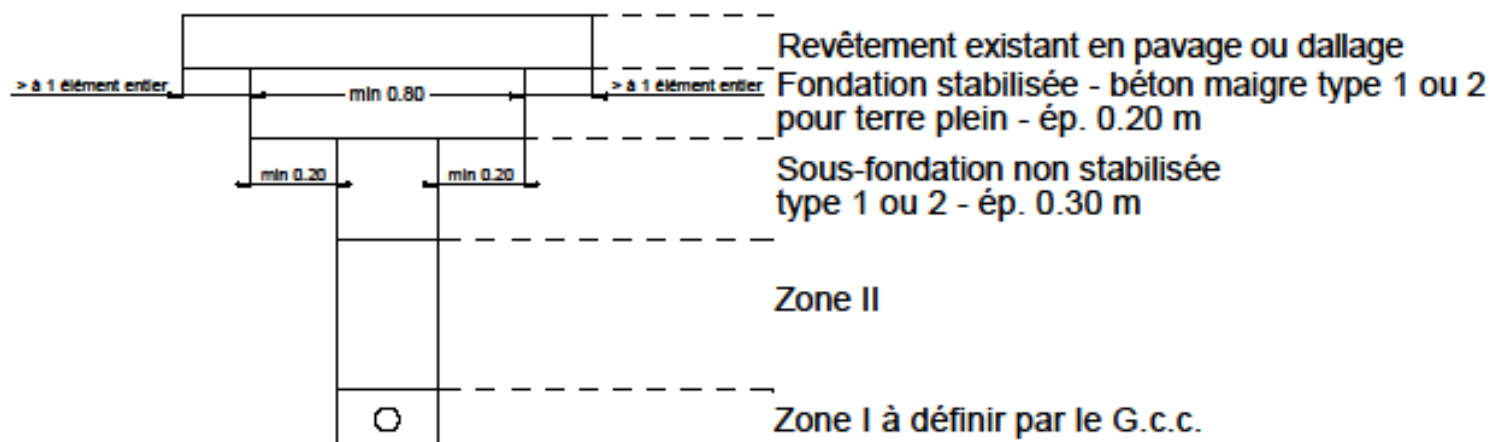 Revêtement existant en pavage ou dallage
> à 1 élément entier
min 0.80
> à 1 élément entier
Fondation stabilisée - béton maigre type 1 ou 2
pour terre plein - ép. 0.20 m
min 0.20
min 0.20
Sous-fondation non stabilisée
type 1 ou 2 - ép. 0.30 m
Zone II
Zone I à définir par le G.c.c.